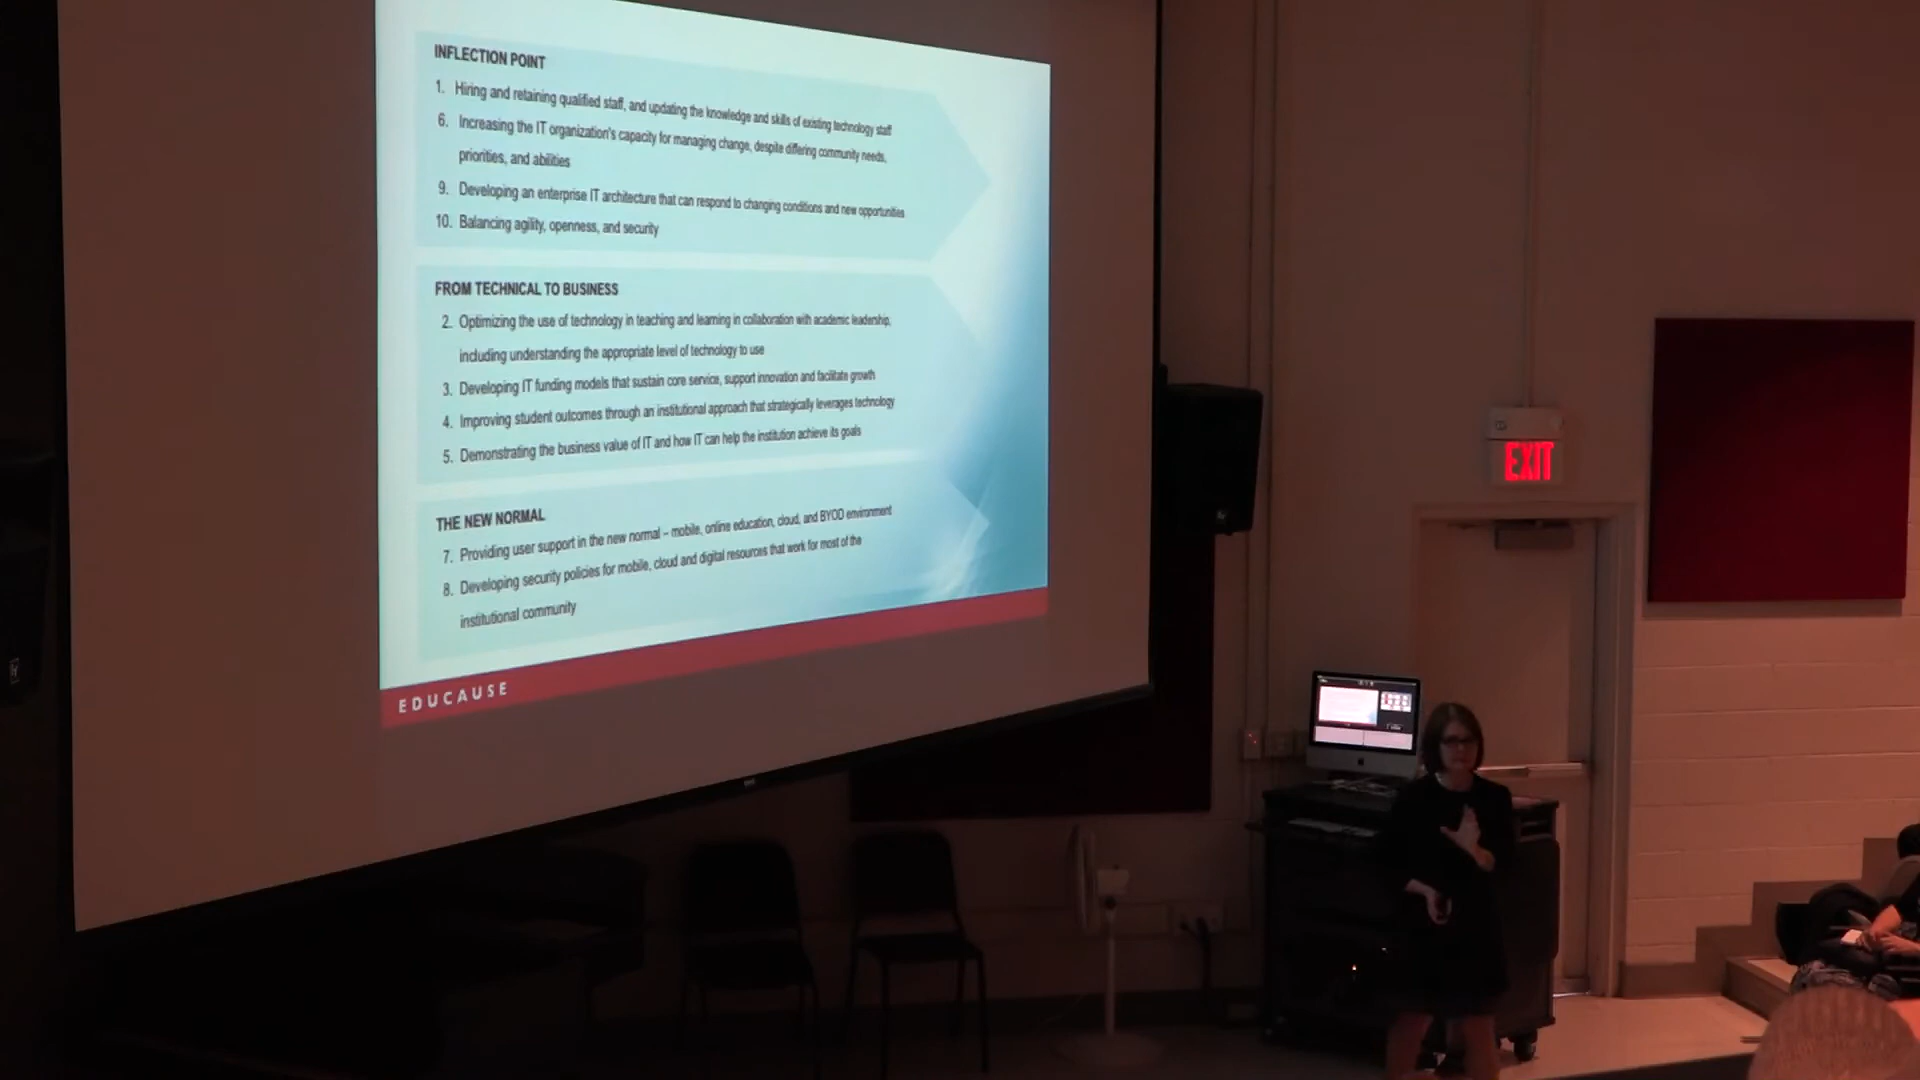 INFLECTION POINT
1. Hiring and retaining qualified staff, and updating the knowledge and skills of existing technology staff
6. Increasing the IT organization's capacity for managing change, despite differing community needs,
priorities, and abilities
9. Developing an enterprise IT architecture that can respond to changing conditions and new opportunities
10. Balancing agility, openness, and security
FROM TECHNICAL TO BUSINESS
2. Optimizing the use of technology in teaching and learning in collaboration with academic leadership,
including understanding the appropriate level of technology to use
3. Developing IT funding models that sustain core service, support innovation and facilitate growth
4. Improving student outcomes through an institutional approach that strategically leverages technology
5. Demonstrating the business value of IT and how IT can help the institution achieve its goals
THE NEW NORMAL
7. Providing user support in the new normal – mobile, online education, cloud, and BYOD environment
8. Developing security policies for mobile, cloud and digital resources that work for most of the
institutional community
EDUCAUSE
EXIT